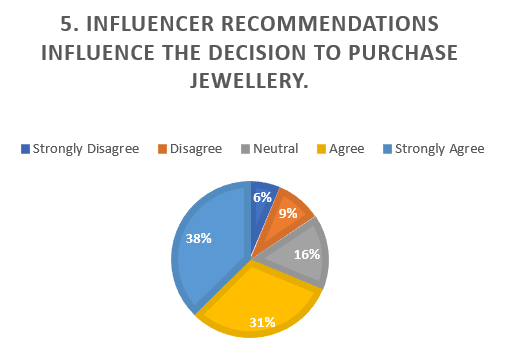 5. INFLUENCER RECOMMENDATIONS
INFLUENCE THE DECISION TO PURCHASE
JEWELLERY.
Strongly Disagree Disagree Neutral Agree Strongly Agree
6%
9%
38%
16%
31%